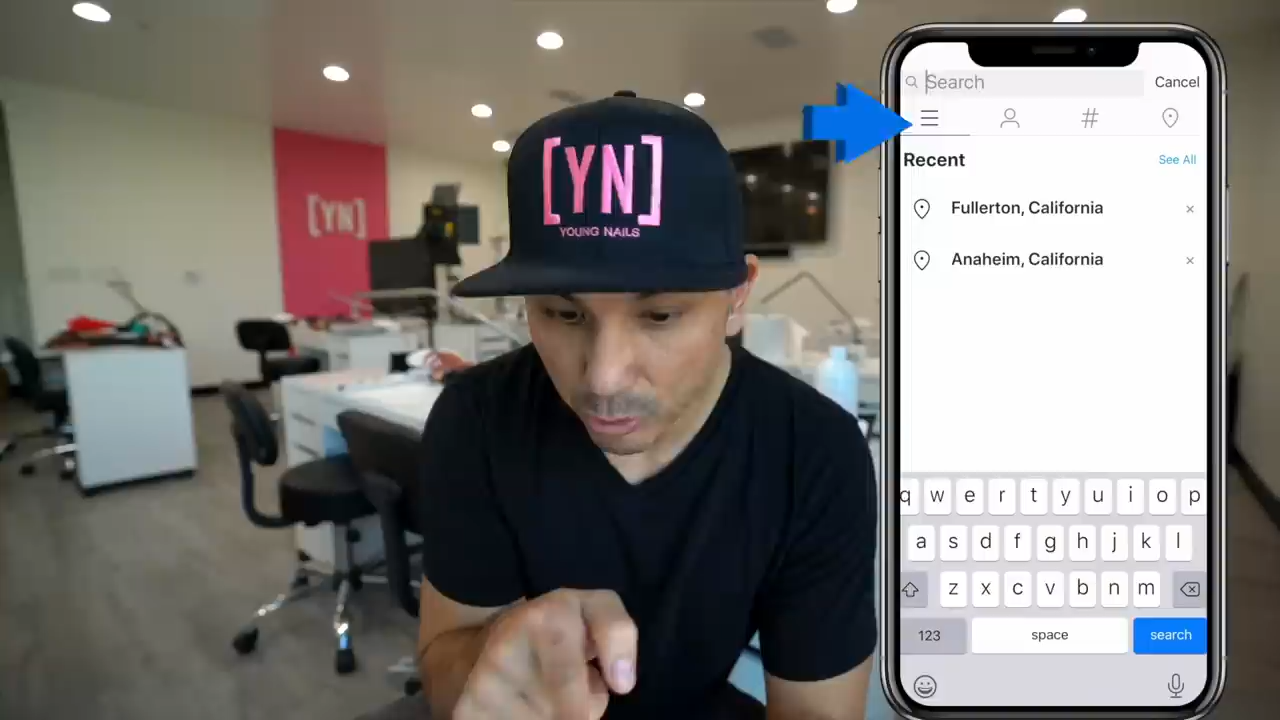 [YN]
[YN]
YOUNG NAILS
Search
Cancel
#
Recent
See All
Fullerton, California
×
Anaheim, California
×
q w e r t y u i o p
a s d f g h j k l
z x c v b n m
123
space
search